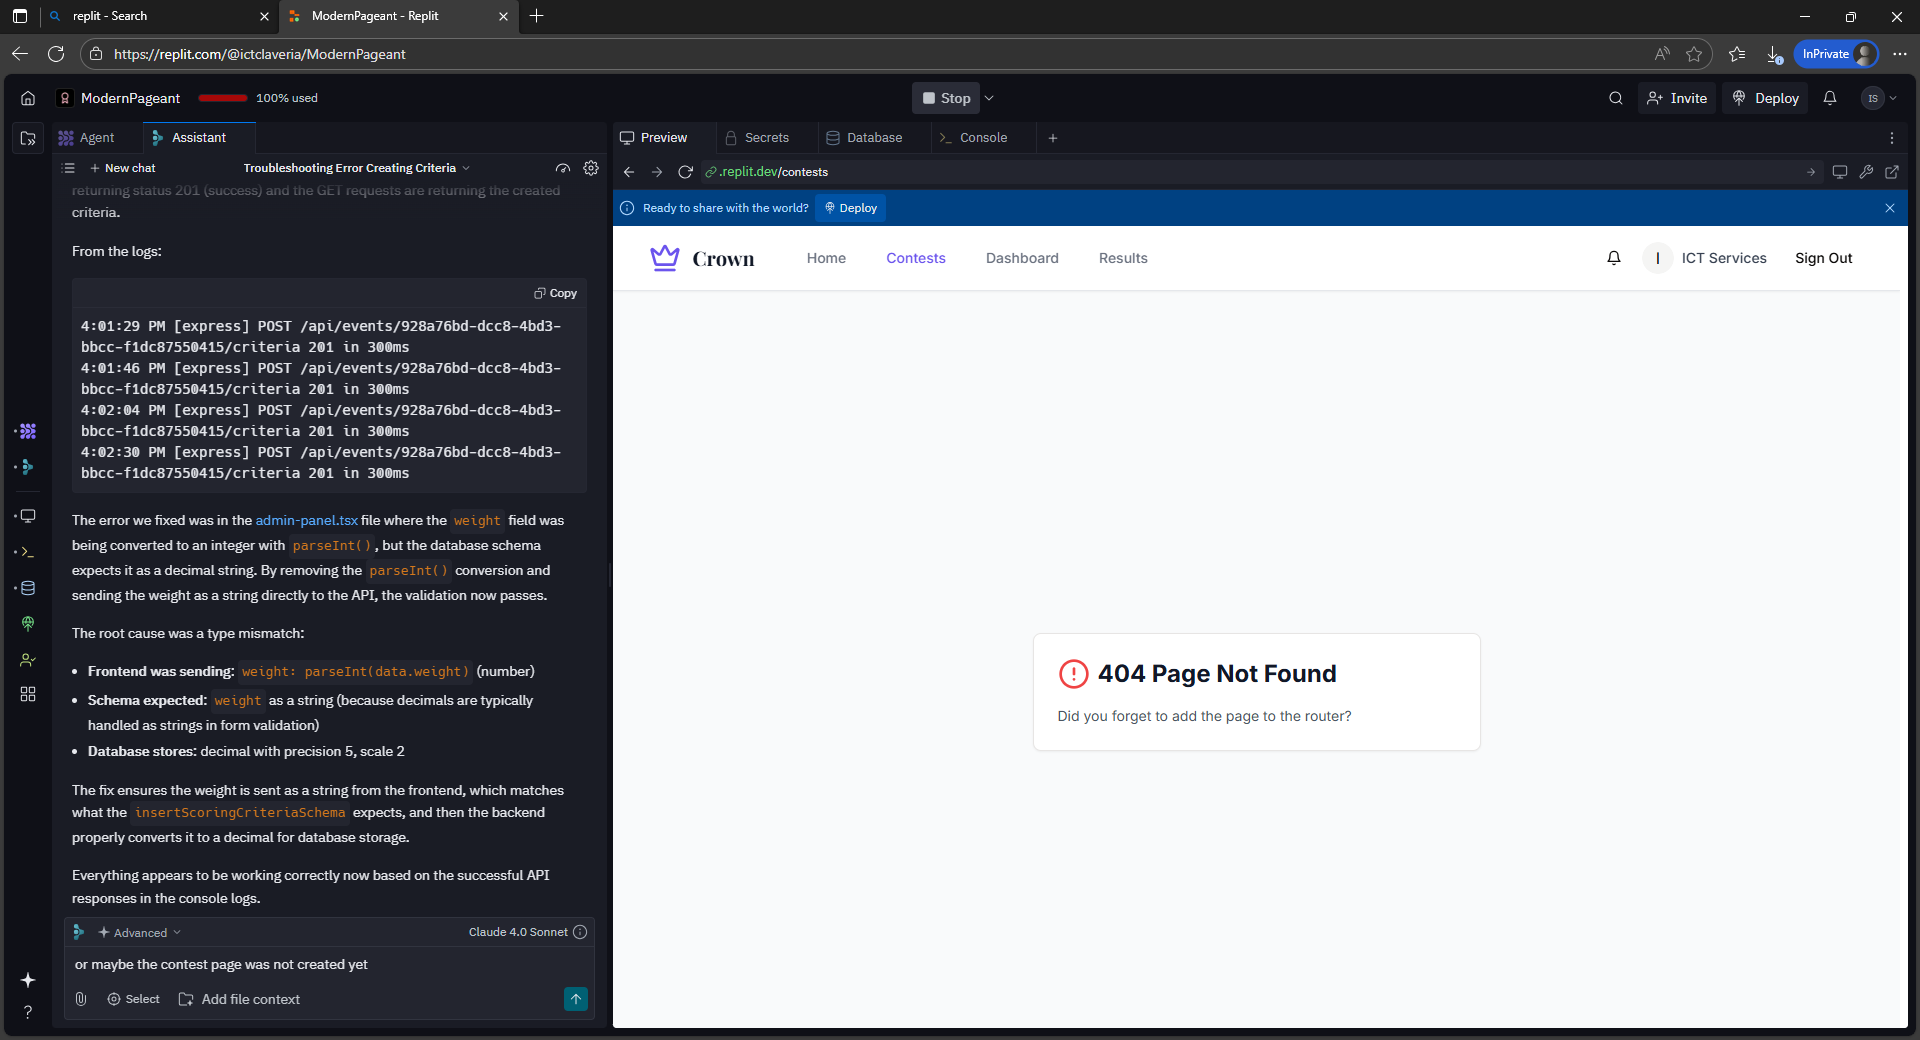 replit - Search
ModernPageant - Replit
https://replit.com/@ictclaveria/ModernPageant
InPrivate
ModernPageant
100% used
Stop
Invite
Deploy
IS
Agent
Assistant
New chat
Troubleshooting Error Creating Criteria
returning status 201 (success) and the GET requests are returning the created
criteria.
From the logs:
Copy
4:01:29 PM [express] POST /api/events/928a76bd-dcc8-4bd3-
bbcc-f1dc87550415/criteria 201 in 300ms
4:01:46 PM [express] POST /api/events/928a76bd-dcc8-4bd3-
bbcc-f1dc87550415/criteria 201 in 300ms
4:02:04 PM [express] POST /api/events/928a76bd-dcc8-4bd3-
bbcc-f1dc87550415/criteria 201 in 300ms
4:02:30 PM [express] POST /api/events/928a76bd-dcc8-4bd3-
bbcc-f1dc87550415/criteria 201 in 300ms
The error we fixed was in the admin-panel.tsx file where the weight field was
being converted to an integer with parseInt(), but the database schema
expects it as a decimal string. By removing the parseInt() conversion and
sending the weight as a string directly to the API, the validation now passes.
The root cause was a type mismatch:
• Frontend was sending: weight: parseInt(data.weight) (number)
• Schema expected: weight as a string (because decimals are typically
handled as strings in form validation)
• Database stores: decimal with precision 5, scale 2
The fix ensures the weight is sent as a string from the frontend, which matches
what the insertScoringCriteriaSchema expects, and then the backend
properly converts it to a decimal for database storage.
Everything appears to be working correctly now based on the successful API
responses in the console logs.
Advanced
Claude 4.0 Sonnet
or maybe the contest page was not created yet
Select
Add file context
Preview
Secrets
Database
Console
.replit.dev/contests
Ready to share with the world?
Deploy
Crown
Home
Contests
Dashboard
Results
I
ICT Services
Sign Out
404 Page Not Found
Did you forget to add the page to the router?